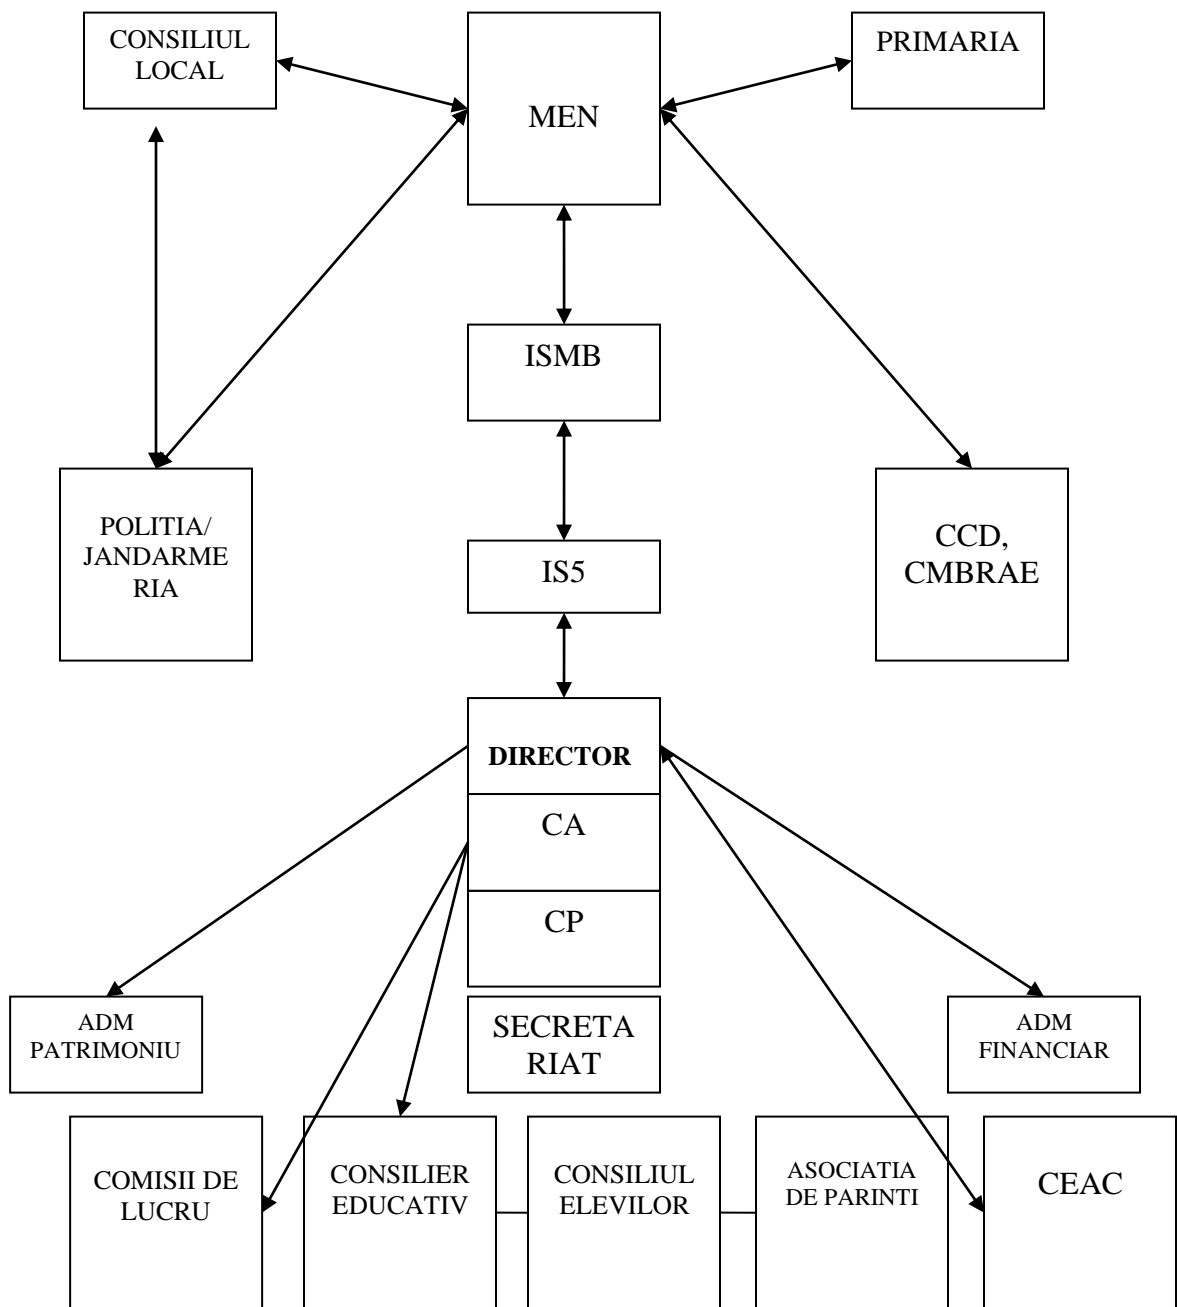 CONSILIUL
LOCAL
MEN
PRIMARIA
ISMB
POLITIA/
JANDARME
RIA
IS5
CCD,
CMBRAE
DIRECTOR
CA
CP
ADM
PATRIMONIU
SECRETA
RIAT
ADM
FINANCIAR
COMISII DE
LUCRU
CONSILIER
EDUCATIV
CONSILIUL
ELEVILOR
ASOCIATIA
DE PARINTI
CEAC